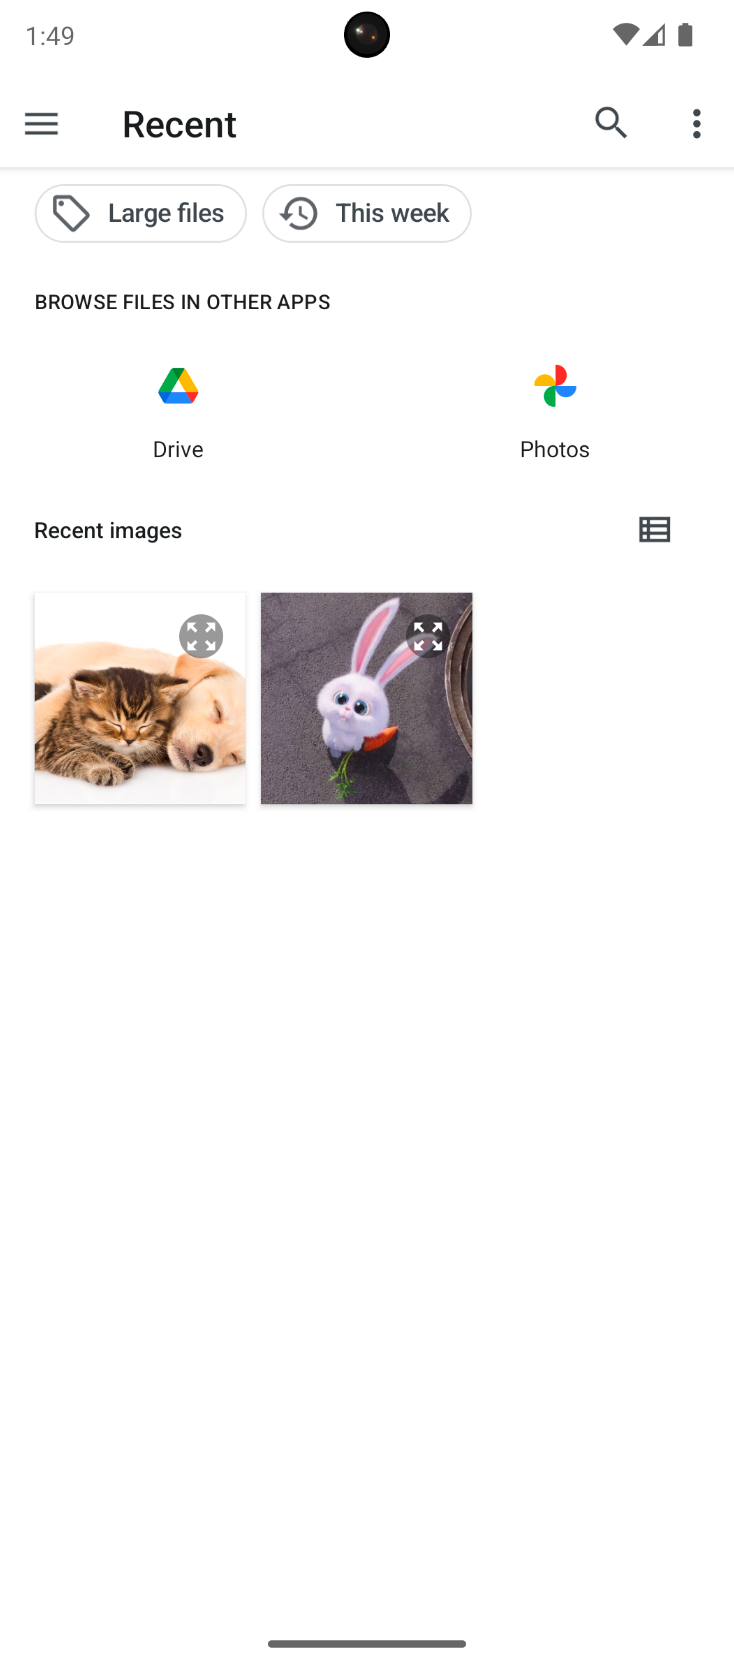 1:49
Recent
Large files
This week
BROWSE FILES IN OTHER APPS
Drive
Photos
Recent images